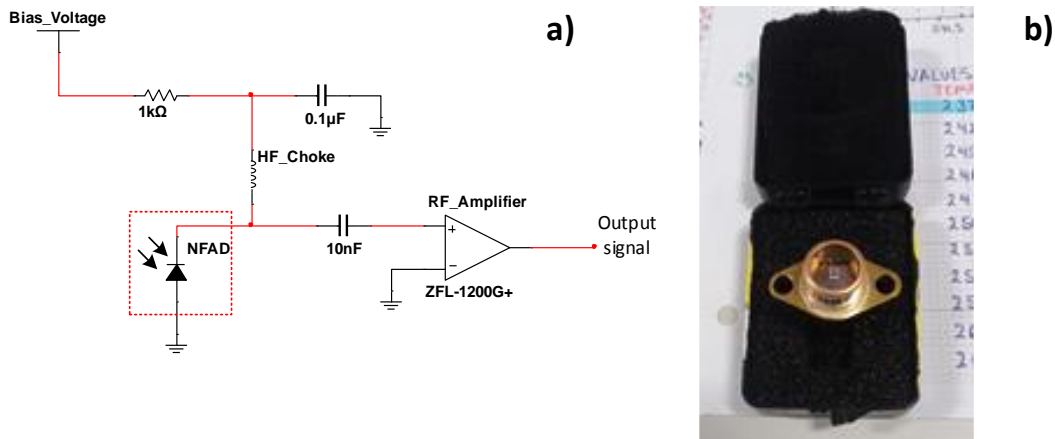 Bias_Voltage
a)
1kΩ
0.1µF
HF_Choke
NFAD
10nF
RF_Amplifier
+
−
ZFL-1200G+
Output
signal
b)
VALUES